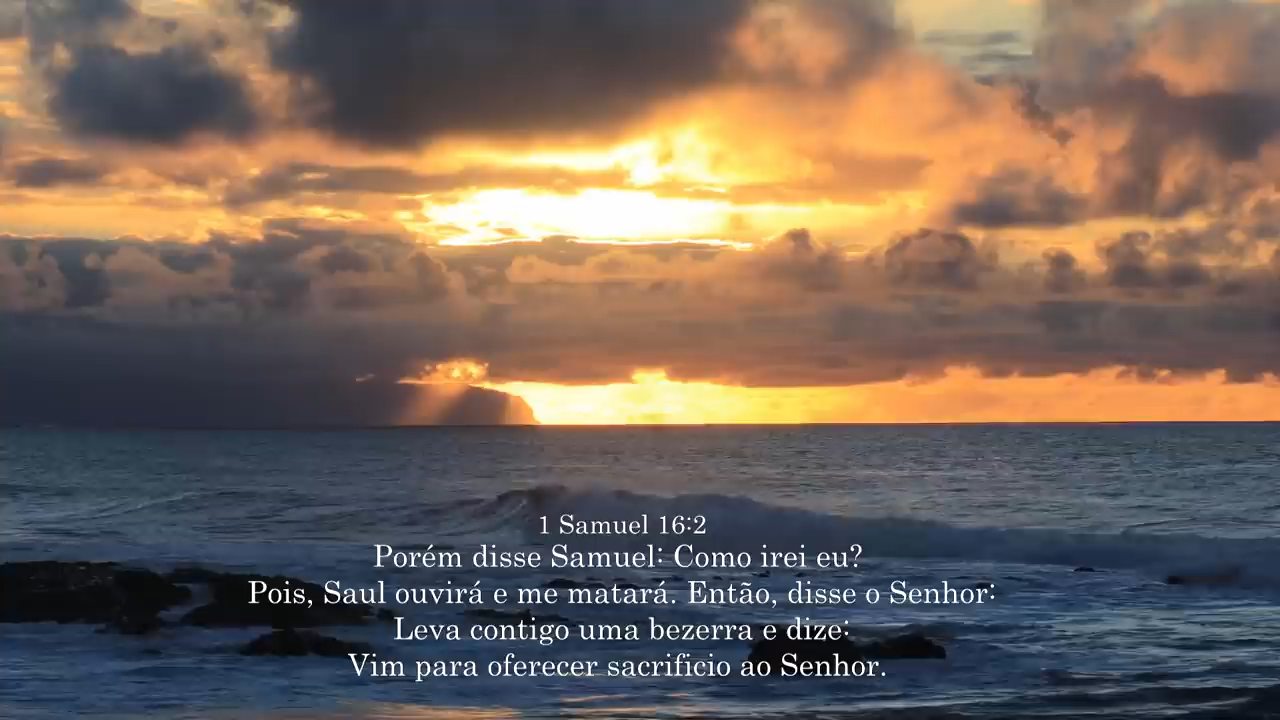 1 Samuel 16:2
Porém disse Samuel: Como irei eu?
Pois, Saul ouvirá e me matará. Então, disse o Senhor:
Leva contigo uma bezerra e dize:
Vim para oferecer sacrificio ao Senhor.